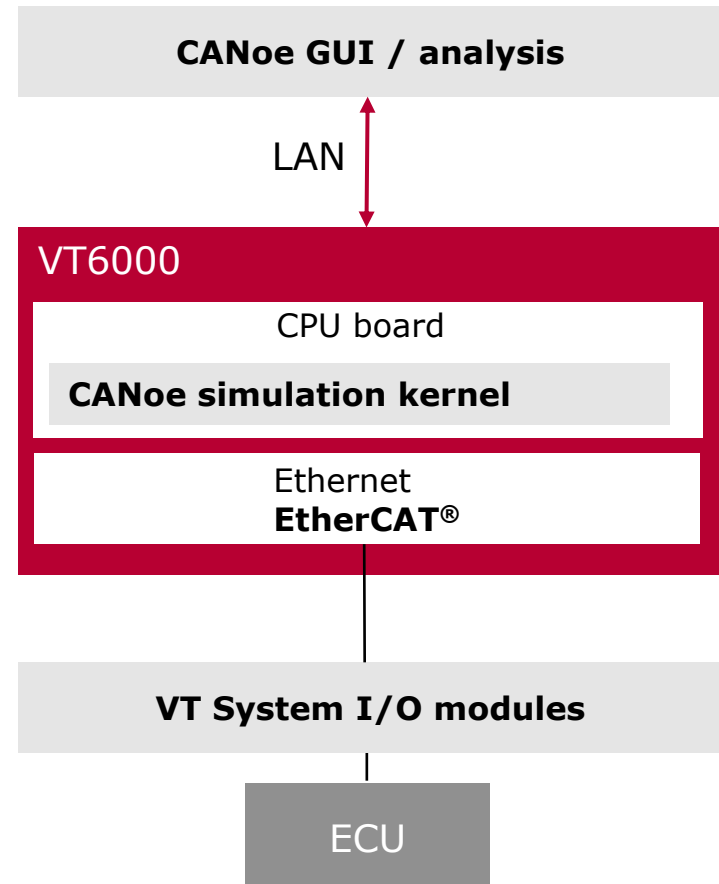 CANoe GUI / analysis
LAN
VT6000
CPU board
CANoe simulation kernel
Ethernet
EtherCAT®
VT System I/O modules
ECU